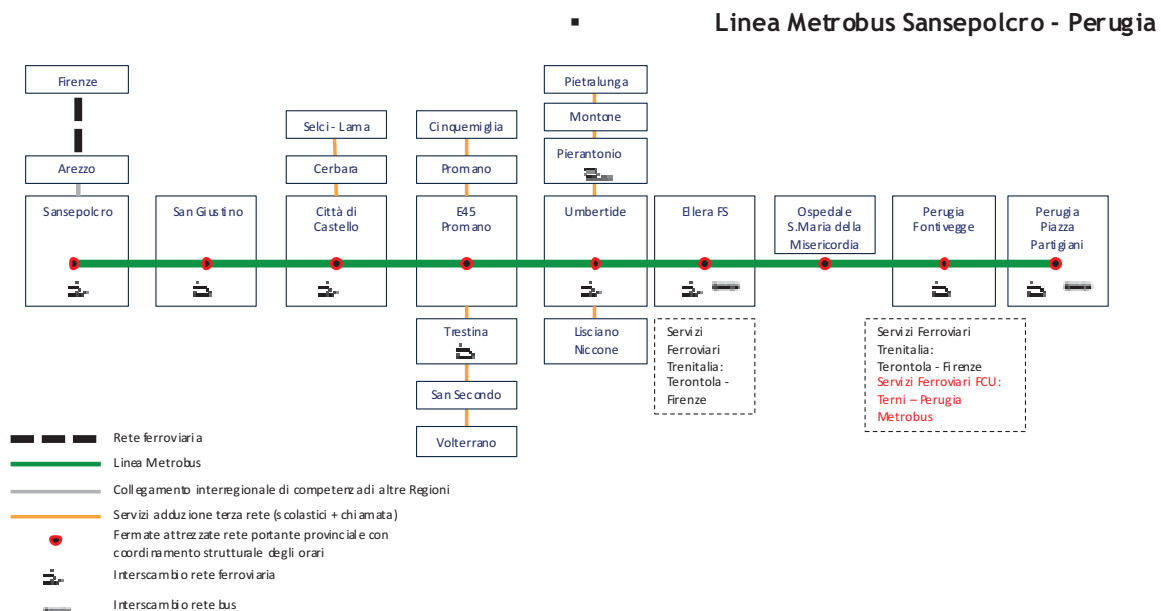 Linea Metrobus Sansepolcro - Perugia
Firenze
Pietralunga
Selci - Lama
Cinquemiglia
Montone
Arezzo
Cerbara
Promano
Pierantonio
Sansepolcro
San Giustino
Città di
Castello
E45
Promano
Umbertide
Ellera FS
Ospedale
S.Maria della
Misericordia
Perugia
Fontivegge
Perugia
Piazza
Partigiani
Trestina
Lisciano
Niccone
San Secondo
Volterrano
Servizi
Ferroviari
Trenitalia:
Terontola -
Firenze
Servizi Ferroviari
Trenitalia:
Terontola - Firenze
Servizi Ferroviari FCU:
Terni – Perugia
Metrobus
Rete ferroviaria
Linea Metrobus
Collegamento interregionale di competenza di altre Regioni
Servizi adduzione terza rete (scolastici + chiamata)
Fermate attrezzate rete portante provinciale con
coordinamento strutturale degli orari
Interscambio rete ferroviaria
Interscambio rete bus